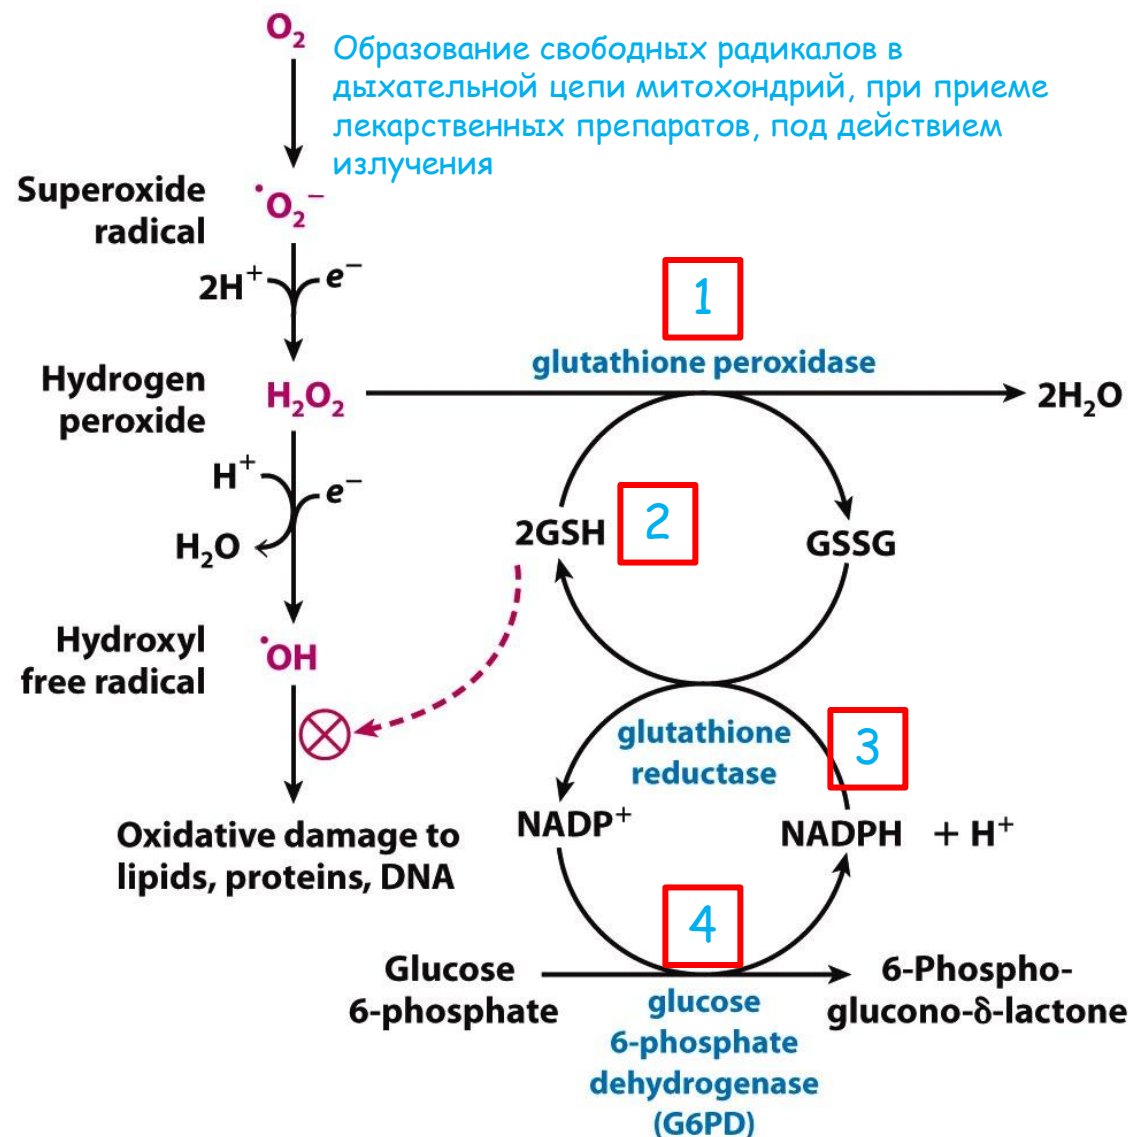 O₂
Образование свободных радикалов в
дыхательной цепи митохондрий, при приеме
лекарственных препаратов, под действием
излучения
Superoxide
radical
•O₂⁻
2H⁺
e⁻
1
glutathione peroxidase
Hydrogen
peroxide
H₂O₂
2H₂O
H⁺
e⁻
H₂O
2GSH
2
GSSG
Hydroxyl
free radical
•OH
glutathione
reductase
3
Oxidative damage to
lipids, proteins, DNA
NADP⁺
NADPH + H⁺
4
Glucose
6-phosphate
6-Phospho-
glucono-δ-lactone
glucose
6-phosphate
dehydrogenase
(G6PD)